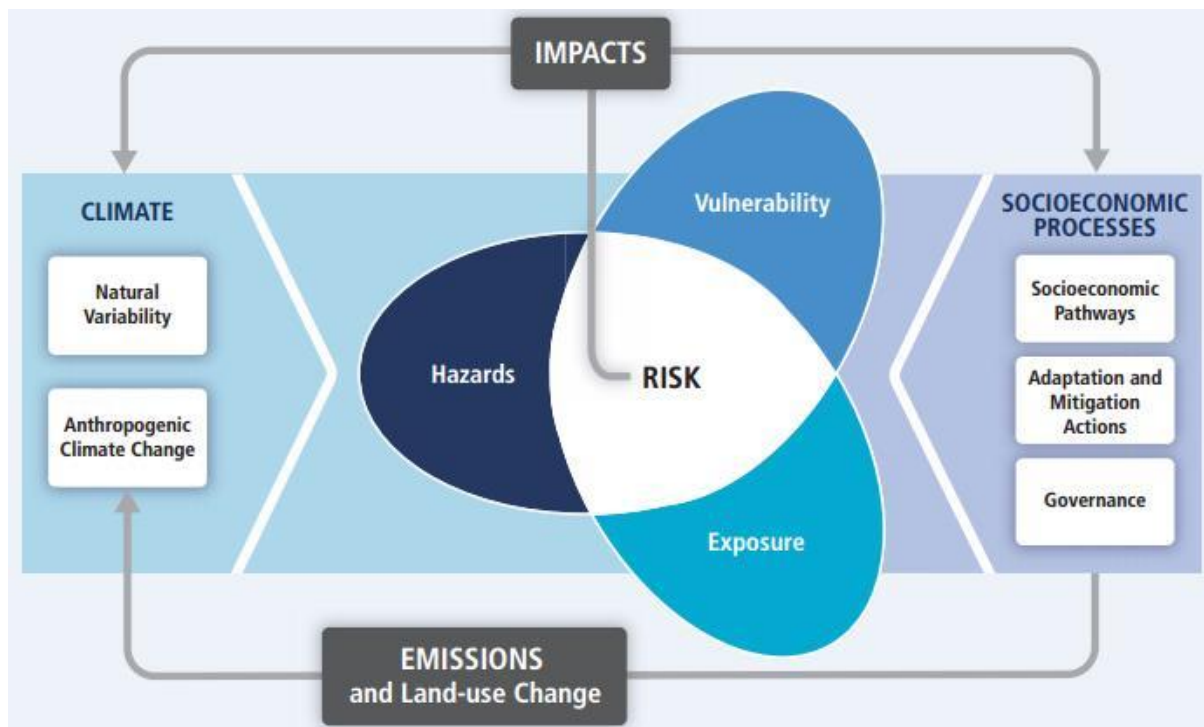 IMPACTS
CLIMATE
Natural
Variability
Anthropogenic
Climate Change
Vulnerability
Hazards
RISK
Exposure
SOCIOECONOMIC
PROCESSES
Socioeconomic
Pathways
Adaptation and
Mitigation
Actions
Governance
EMISSIONS
and Land-use Change